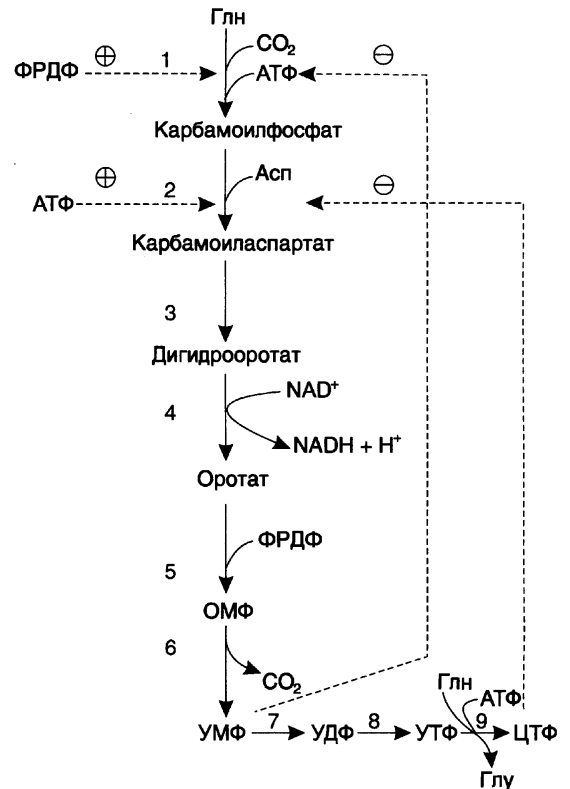 Глн
CO₂
ФРДФ ⊕ 1 АТФ ⊖
Карбамоилфосфат
Асп
АТФ ⊕ 2 ⊖
Карбамоиласпартат
3
Дигидрооротат
NAD⁺
4
NADH + H⁺
Оротат
ФРДФ
5
ОМФ
6
CO₂
Глн АТФ
УМФ 7 УДФ 8 УТФ 9 ЦТФ
Глу